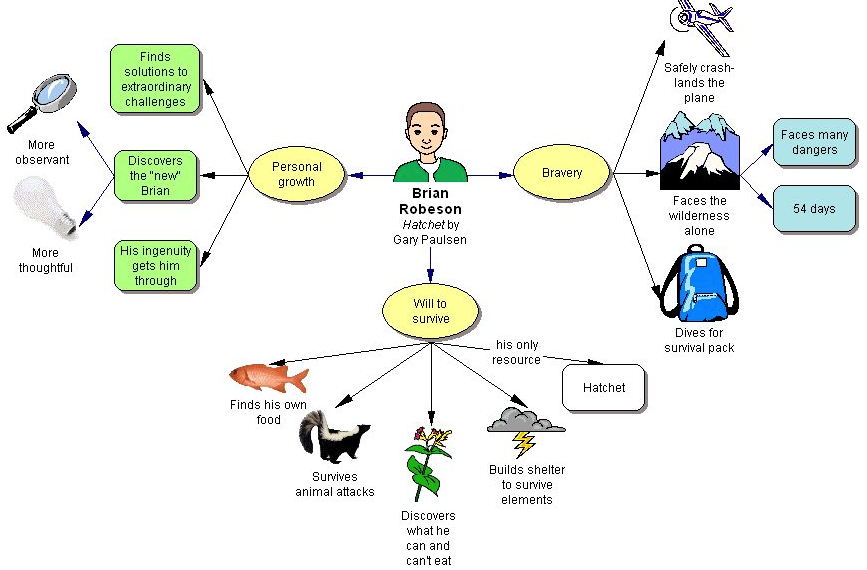 Finds
solutions to
extraordinary
challenges
More
observant
Discovers
the "new"
Brian
More
thoughtful
His ingenuity
gets him
through
Personal
growth
Brian
Robeson
Hatchet by
Gary Paulsen
Bravery
Safely crash-
lands the
plane
Faces the
wilderness
alone
Faces many
dangers
54 days
Dives for
survival pack
Will to
survive
his only
resource
Hatchet
Finds his own
food
Survives
animal attacks
Discovers
what he
can and
can't eat
Builds shelter
to survive
elements